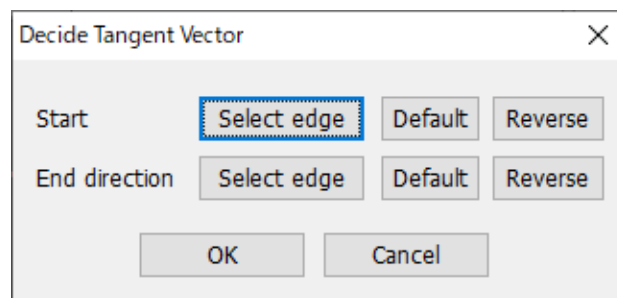 Decide Tangent Vector
Start Select edge Default Reverse
End direction Select edge Default Reverse
OK Cancel